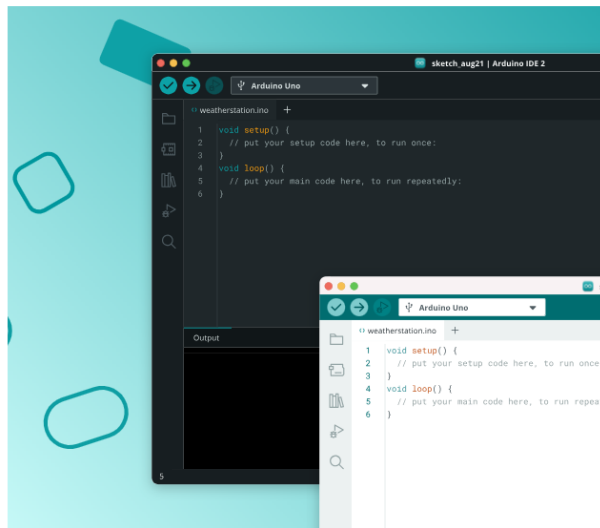 sketch_aug21 | Arduino IDE 2
Arduino Uno
weatherstation.ino +
1 void setup() {
2 // put your setup code here, to run once:
3 }
4 void loop() {
5 // put your main code here, to run repeatedly:
6 }
Output
5
Arduino Uno
weatherstation.ino +
1 void setup() {
2 // put your setup code here, to run once
3 }
4 void loop() {
5 // put your main code here, to run repea
6 }